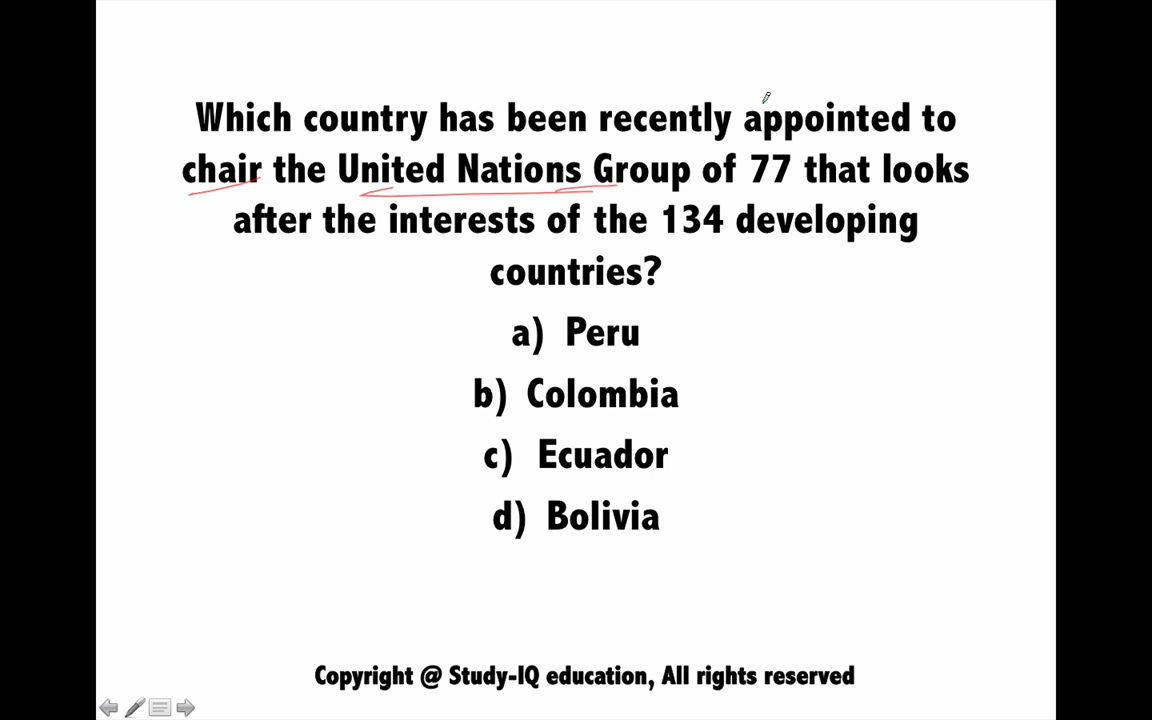 Which country has been recently appointed to
chair the United Nations Group of 77 that looks
after the interests of the 134 developing
countries?
a) Peru
b) Colombia
c) Ecuador
d) Bolivia
Copyright @ Study-IQ education, All rights reserved